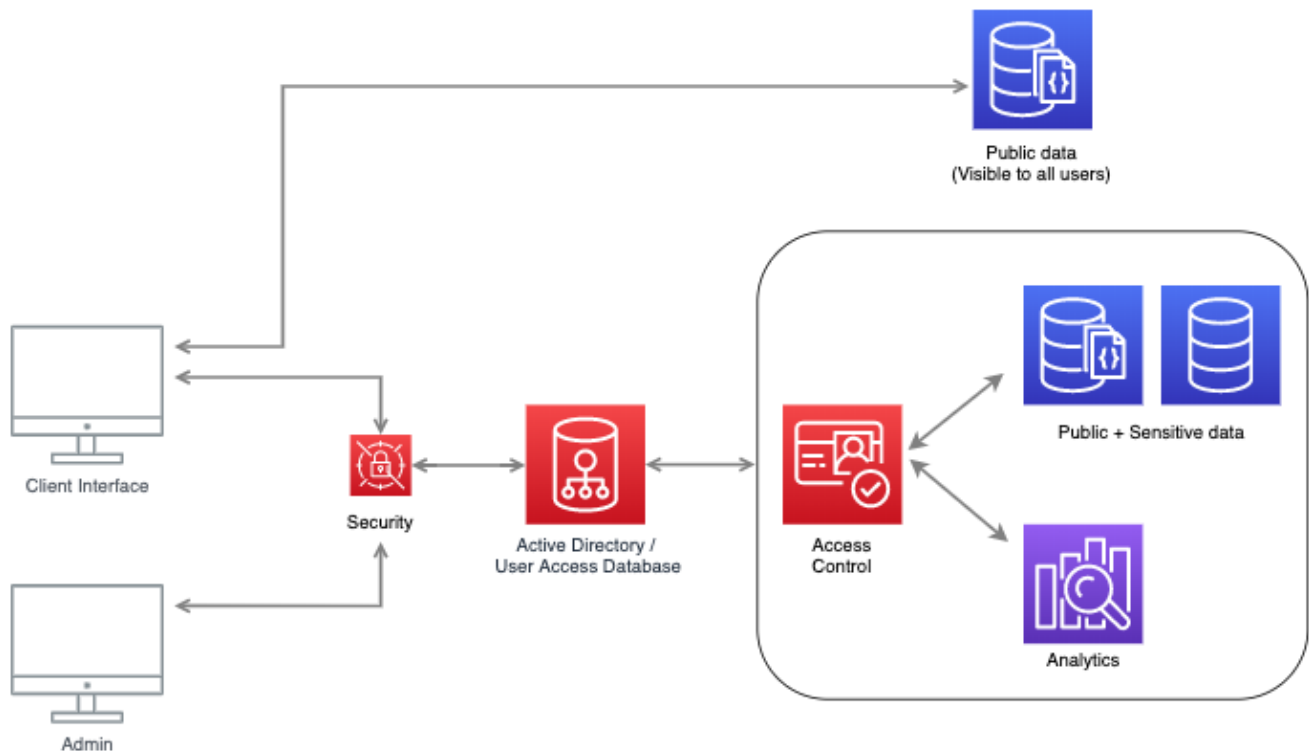 Public data
(Visible to all users)
Client Interface
Public + Sensitive data
Security
Active Directory /
User Access Database
Access
Control
Analytics
Admin